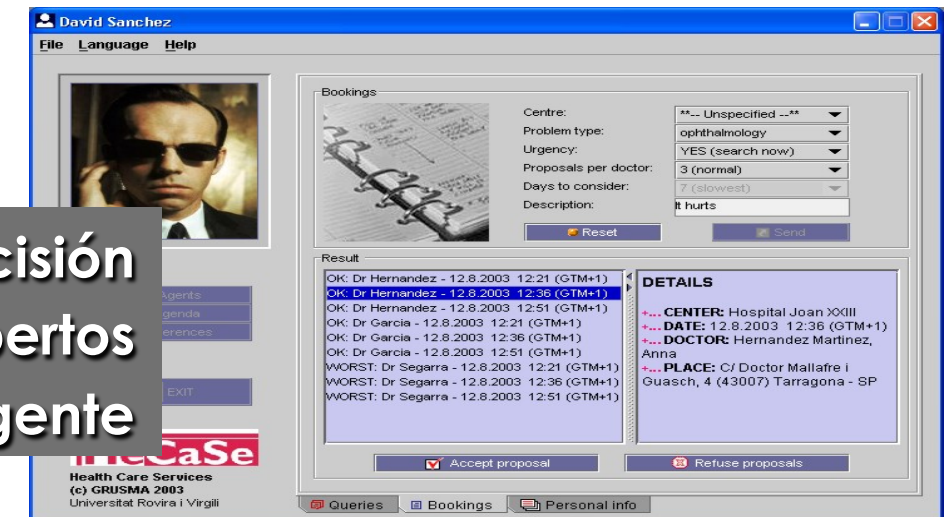 David Sanchez
File Language Help
Bookings
Centre: **-- Unspecified --**
Problem type: ophthalmology
Urgency: YES (search now)
Proposals per doctor: 3 (normal)
Days to consider: 7 (slowest)
Description: It hurts
Reset Send
Result
OK: Dr Hernandez - 12.8.2003 12:21 (GTM+1)
OK: Dr Hernandez - 12.8.2003 12:36 (GTM+1)
OK: Dr Hernandez - 12.8.2003 12:51 (GTM+1)
OK: Dr Garcia - 12.8.2003 12:21 (GTM+1)
OK: Dr Garcia - 12.8.2003 12:36 (GTM+1)
OK: Dr Garcia - 12.8.2003 12:51 (GTM+1)
WORST: Dr Segarra - 12.8.2003 12:21 (GTM+1)
WORST: Dr Segarra - 12.8.2003 12:36 (GTM+1)
WORST: Dr Segarra - 12.8.2003 12:51 (GTM+1)
DETAILS
+... CENTER: Hospital Joan XXIII
+... DATE: 12.8.2003 12:36 (GTM+1)
+... DOCTOR: Hernandez Martinez,
Anna
+... PLACE: C/ Doctor Mallafre i
Guasch, 4 (43007) Tarragona - SP
Accept proposal Refuse proposals
Queries Bookings Personal info
cisión
pertos
gente
Agents
genda
erences
EXIT
HeCaSe
Health Care Services
(c) GRUSMA 2003
Universitat Rovira i Virgili